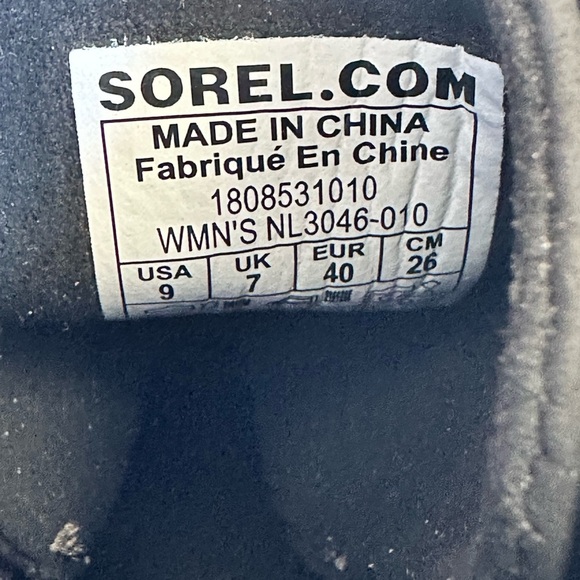 SOREL.COM
MADE IN CHINA
Fabriqué En Chine
1808531010
WMN'S NL3046-010
USA UK EUR CM
9 7 40 26